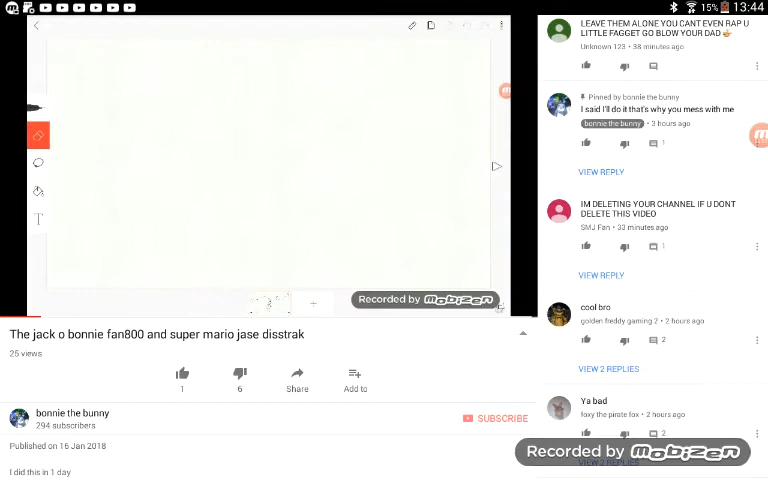 15% 13:44
T
+
Recorded by mobizen
The jack o bonnie fan800 and super mario jase disstrak
25 views
1 6 Share Add to
bonnie the bunny
294 subscribers
SUBSCRIBE
Published on 16 Jan 2018
I did this in 1 day
LEAVE THEM ALONE YOU CANT EVEN RAP U
LITTLE FAGGET GO BLOW YOUR DAD
Unknown 123 • 38 minutes ago
Pinned by bonnie the bunny
I said I'll do it that's why you mess with me
bonnie the bunny • 3 hours ago
1
VIEW REPLY
IM DELETING YOUR CHANNEL IF U DONT
DELETE THIS VIDEO
SMJ Fan • 33 minutes ago
1
VIEW REPLY
cool bro
golden freddy gaming 2 • 2 hours ago
2
VIEW 2 REPLIES
Ya bad
foxy the pirate fox • 2 hours ago
2
VIEW 2 REPLIES
Recorded by mobizen